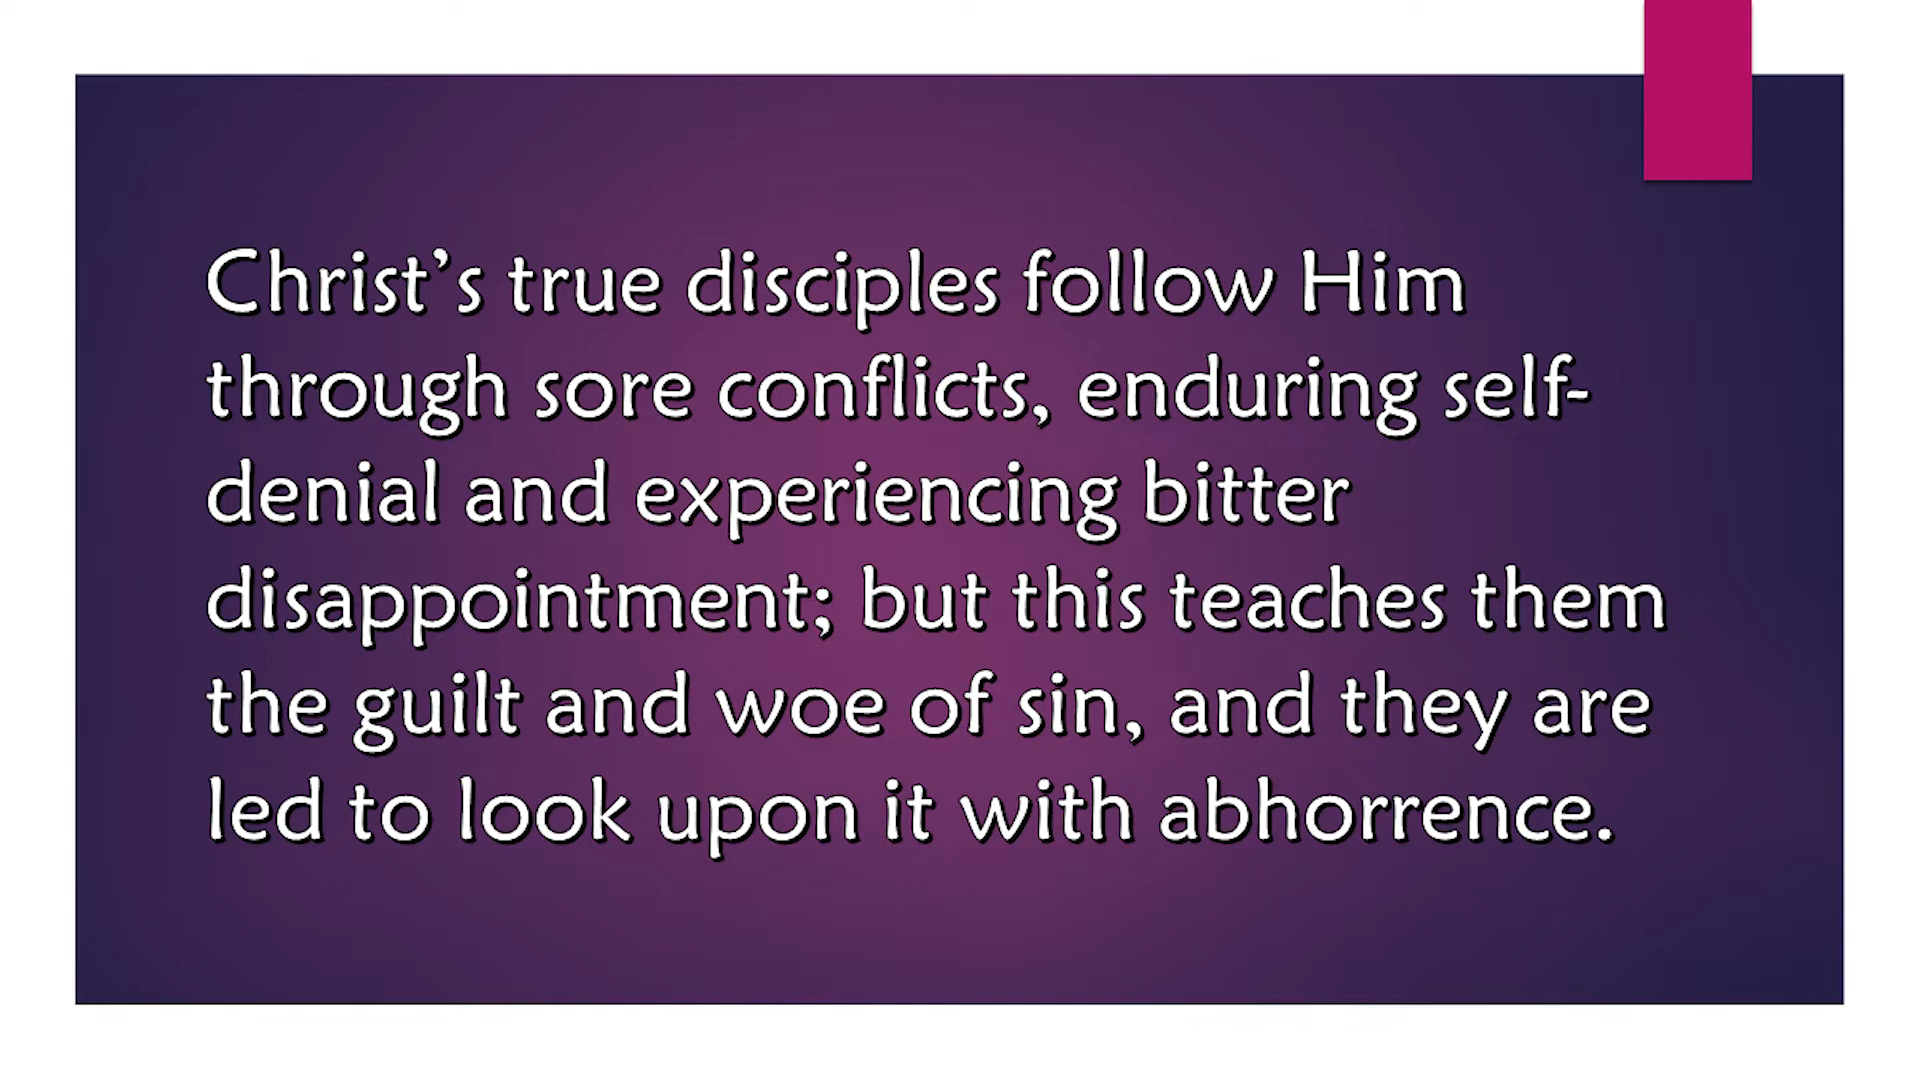 Christ’s true disciples follow Him
through sore conflicts, enduring self-
denial and experiencing bitter
disappointment; but this teaches them
the guilt and woe of sin, and they are
led to look upon it with abhorrence.